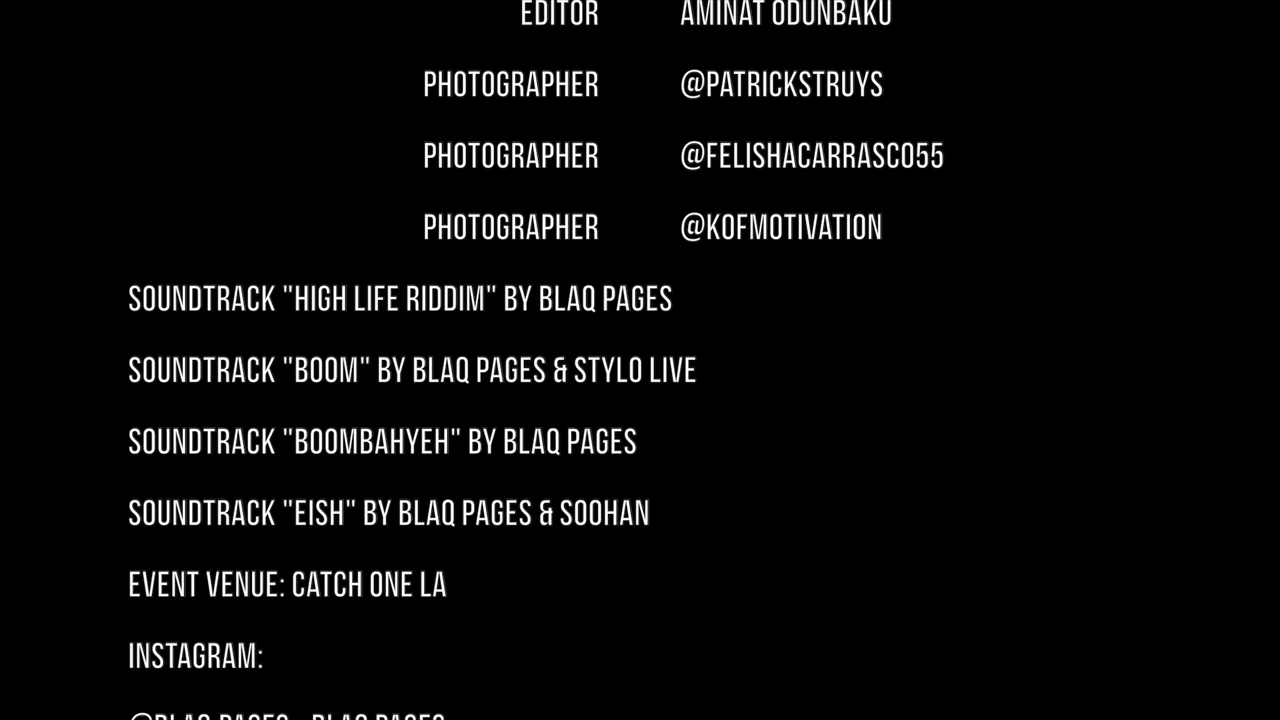 EDITOR AMINAT ODUNBAKU
PHOTOGRAPHER @PATRICKSTRUYS
PHOTOGRAPHER @FELISHACARRASCO55
PHOTOGRAPHER @KOFMOTIVATION
SOUNDTRACK "HIGH LIFE RIDDIM" BY BLAQ PAGES
SOUNDTRACK "BOOM" BY BLAQ PAGES & STYLO LIVE
SOUNDTRACK "BOOMBAHYEH" BY BLAQ PAGES
SOUNDTRACK "EISH" BY BLAQ PAGES & SOOHAN
EVENT VENUE: CATCH ONE LA
INSTAGRAM: